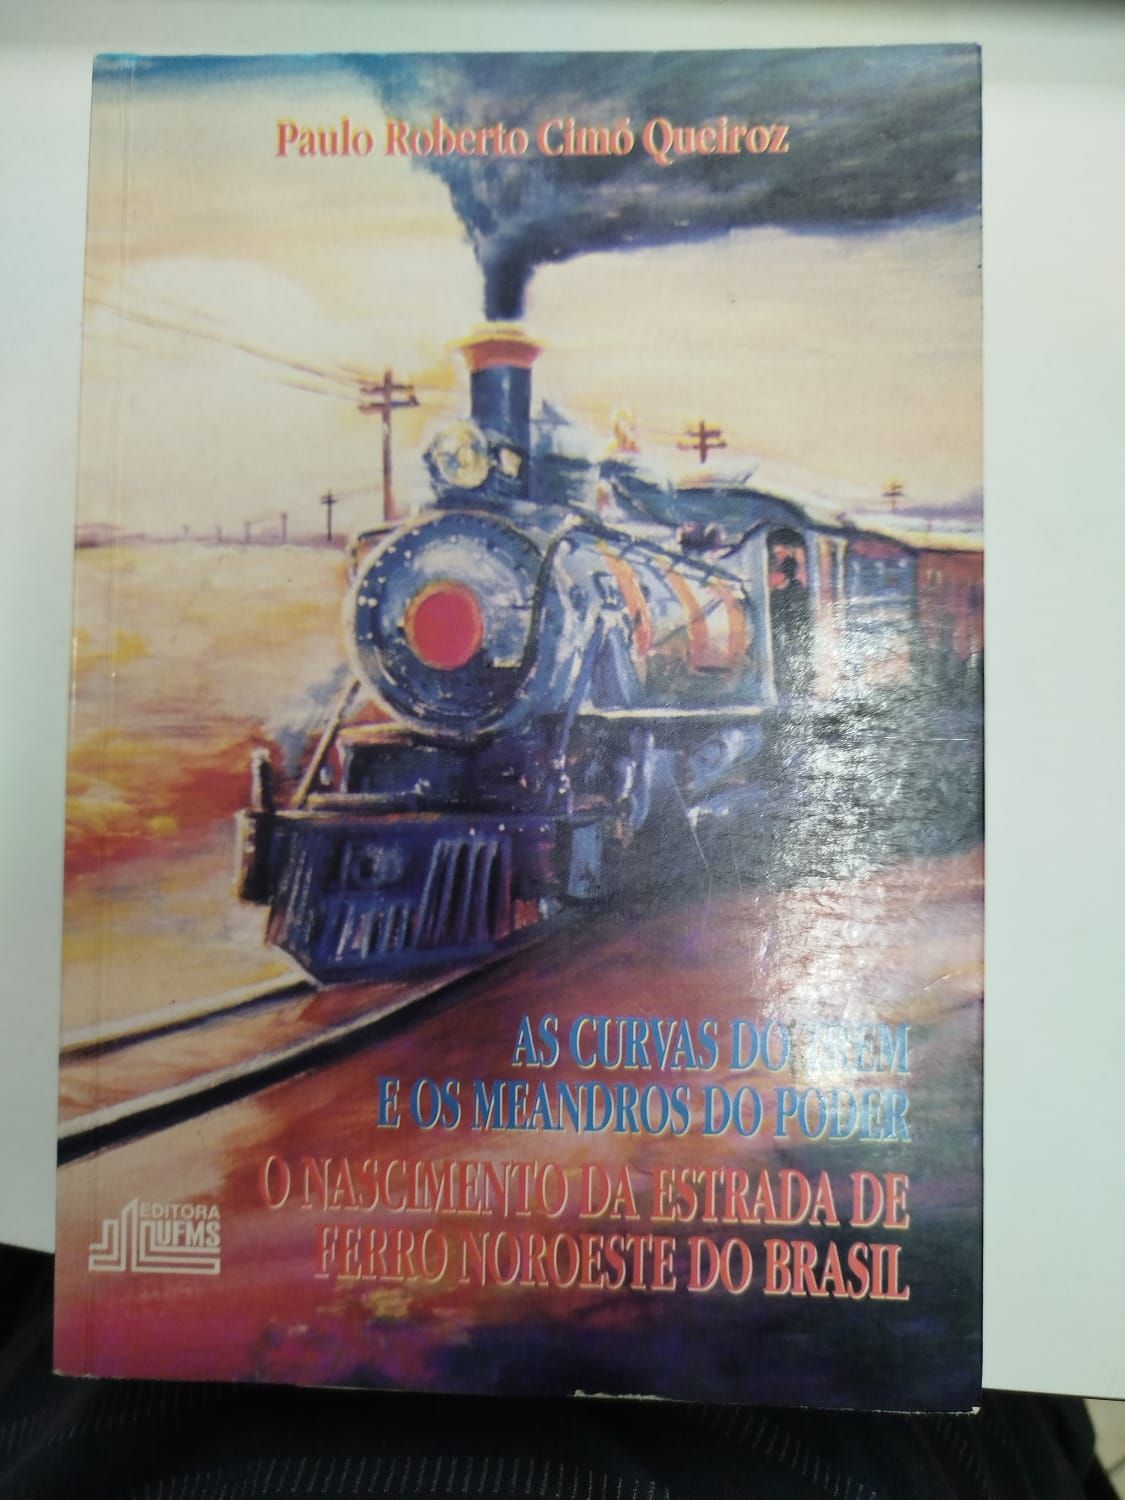 Paulo Roberto Cimó Queiroz
AS CURVAS DO TREM
E OS MEANDROS DO PODER
O NASCIMENTO DA ESTRADA DE
FERRO NOROESTE DO BRASIL
EDITORA
UFMS